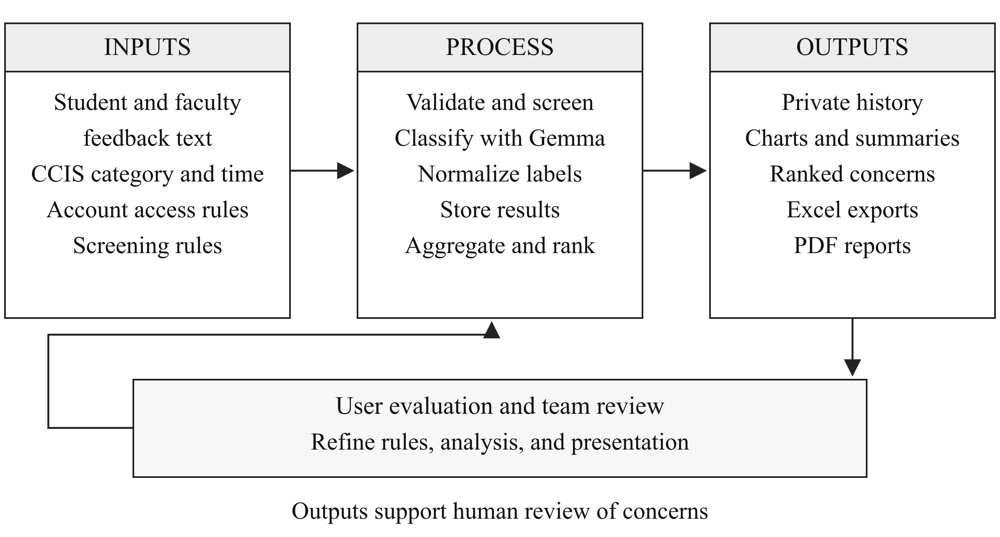 INPUTS
Student and faculty
feedback text
CCIS category and time
Account access rules
Screening rules
PROCESS
Validate and screen
Classify with Gemma
Normalize labels
Store results
Aggregate and rank
OUTPUTS
Private history
Charts and summaries
Ranked concerns
Excel exports
PDF reports
User evaluation and team review
Refine rules, analysis, and presentation
Outputs support human review of concerns